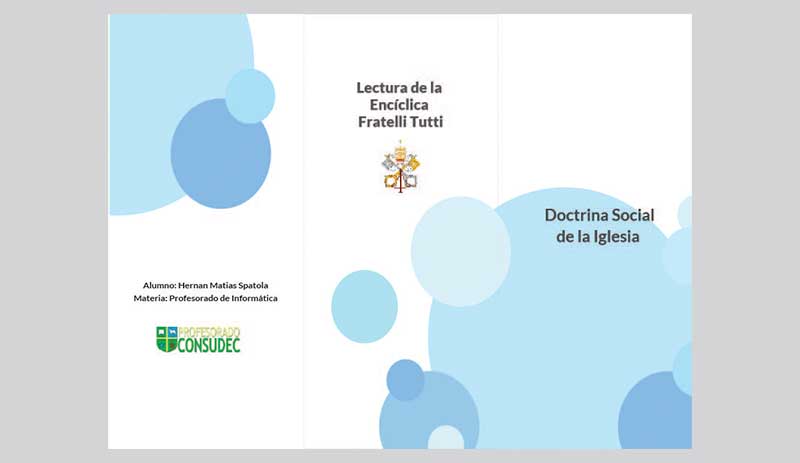 Lectura de la
Encíclica
Fratelli Tutti
Doctrina Social
de la Iglesia
Alumno: Hernan Matias Spatola
Materia: Profesorado de Informática
PROFESORADO
CONSUDEC